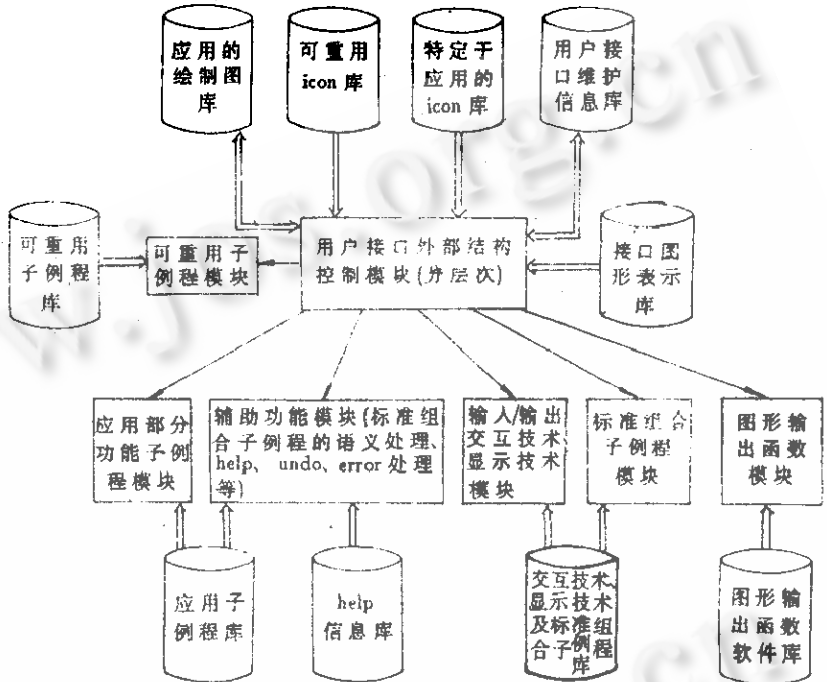 应用的
绘制图
库
可重用
icon 库
特定于
应用的
icon 库
用户接
口维护
信息库
可重用
子例程
库
可重用子
例程模块
用户接口外部结构
控制模块(分层次)
接口图
形表示
库
应用部分
功能子例
程模块
辅助功能模块(标准组
合子例程的语义处理、
help、undo、error 处理
等)
输入/输出
交互技术
显示技术
模块
标准组合
子例程
模块
图形输
出函数
模块
应用子
例程库
help
信息库
交互技术、
显示技术
及标准组
合子例程
库
图形输
出函数
软件库
w.jos.org.cn